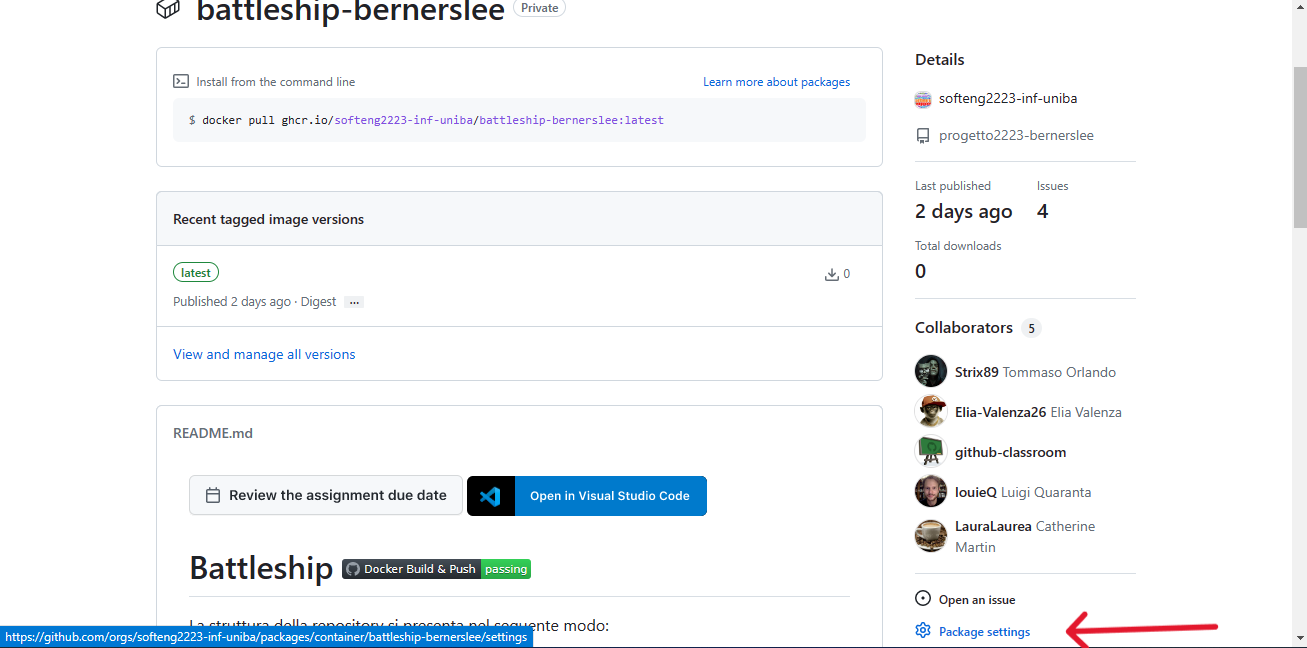 battleship-bernerslee Private
Install from the command line
Learn more about packages
$ docker pull ghcr.io/softeng2223-inf-uniba/battleship-bernerslee:latest
Recent tagged image versions
latest
0
Published 2 days ago · Digest ...
View and manage all versions
README.md
Review the assignment due date
Open in Visual Studio Code
Battleship Docker Build & Push passing
La struttura della repository si presenta nel seguente modo:
https://github.com/orgs/softeng2223-inf-uniba/packages/container/battleship-bernerslee/settings
Details
softeng2223-inf-uniba
progetto2223-bernerslee
Last published Issues
2 days ago 4
Total downloads
0
Collaborators 5
Strix89 Tommaso Orlando
Elia-Valenza26 Elia Valenza
github-classroom
louieQ Luigi Quaranta
LauraLaurea Catherine
Martin
Open an issue
Package settings